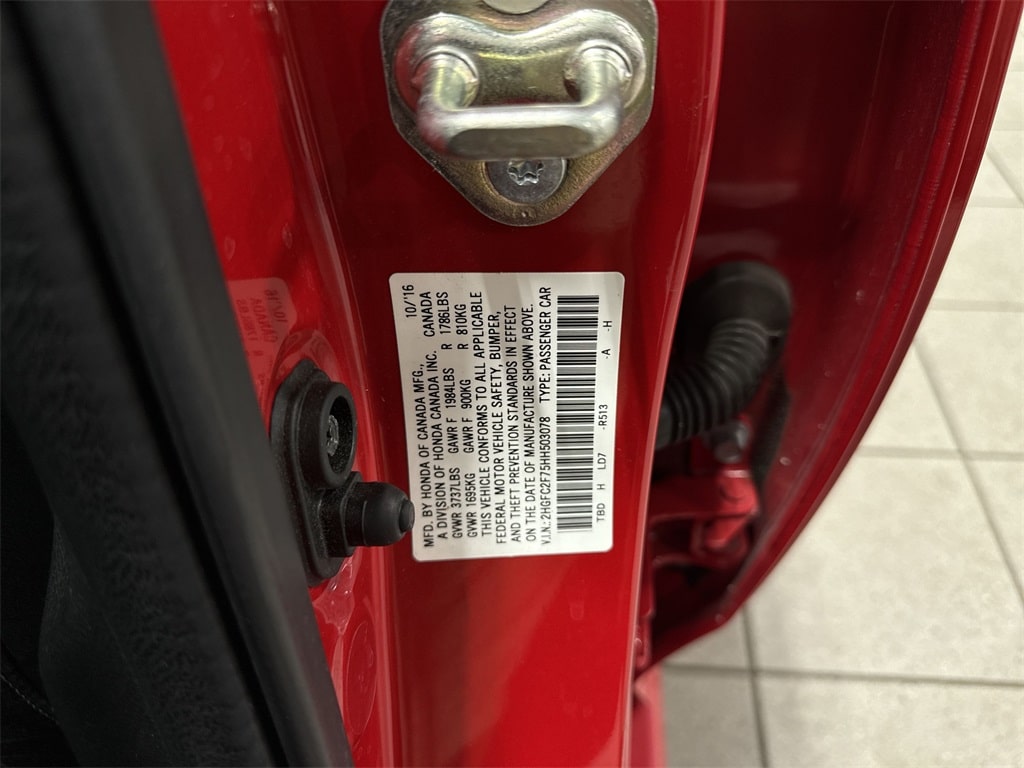 MFD. BY HONDA OF CANADA MFG., 10/'16
A DIVISION OF HONDA CANADA INC. CANADA
GVWR 3737LBS GAWR F 1984LBS R 1786LBS
GVWR 1695KG GAWR F 900KG R 810KG
THIS VEHICLE CONFORMS TO ALL APPLICABLE
FEDERAL MOTOR VEHICLE SAFETY, BUMPER,
AND THEFT PREVENTION STANDARDS IN EFFECT
ON THE DATE OF MANUFACTURE SHOWN ABOVE.
V.I.N.: 2HGFC2F75HH503078 TYPE: PASSENGER CAR
TBD H LD7 -R513 -A -H